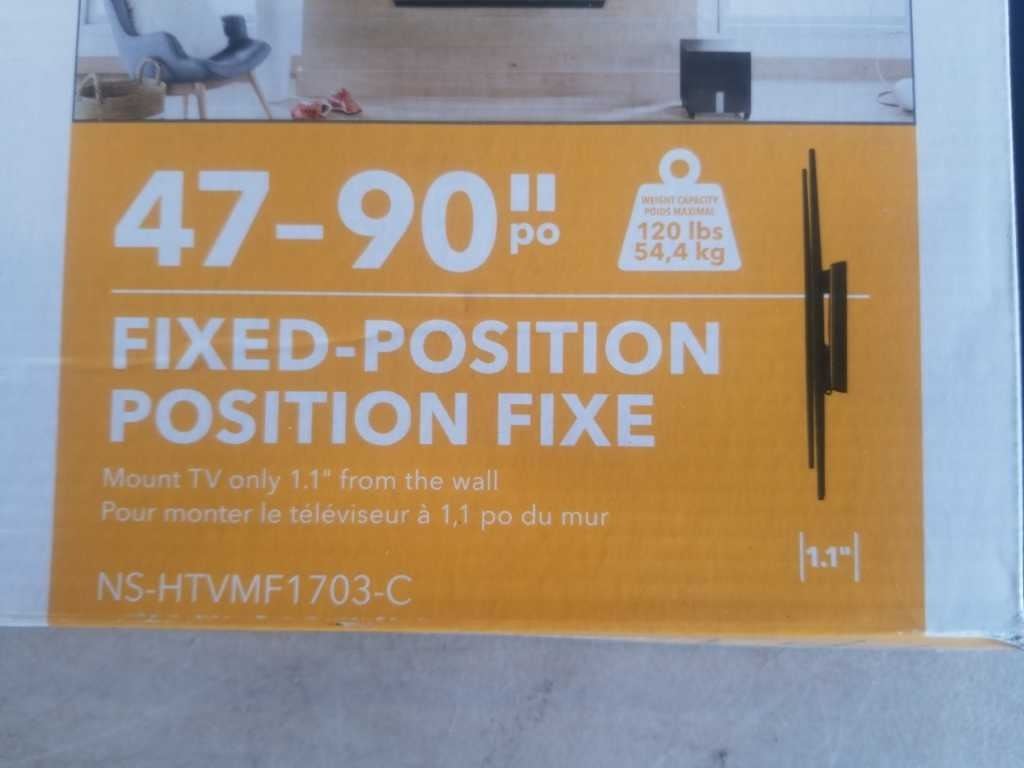 47-90"
po
WEIGHT CAPACITY
POIDS MAXIMAL
120 lbs
54,4 kg
FIXED-POSITION
POSITION FIXE
Mount TV only 1.1" from the wall
Pour monter le téléviseur à 1,1 po du mur
1.1"
NS-HTVMF1703-C